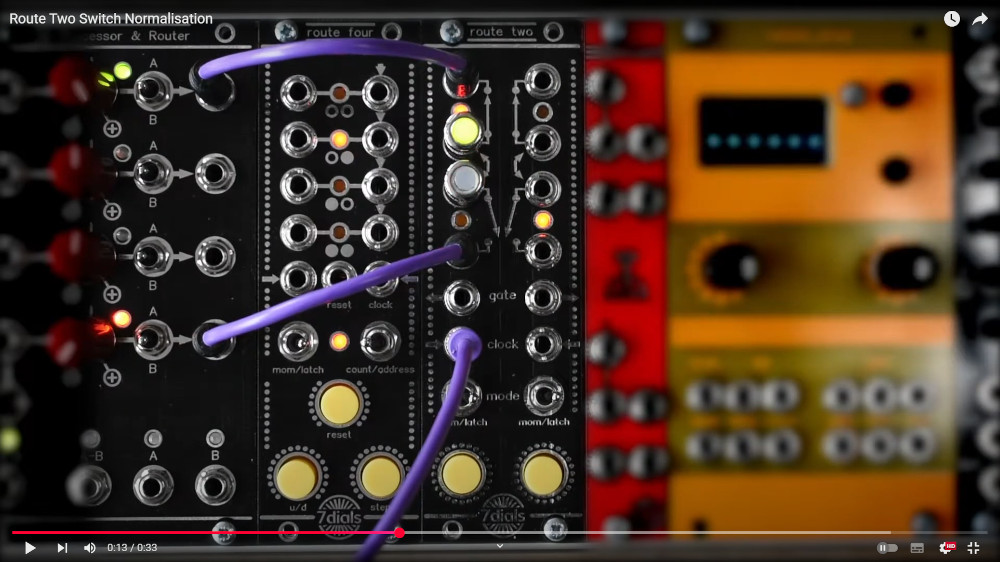 Route Two Switch Normalisation
essor & Router
route four
route two
A
B
A
B
A
B
A
B
-B
A
B
reset
clock
mom/latch
count/address
reset
u/d
step
7dials
gate
clock
mode
m/latch
mom/latch
7dials
0:13 / 0:33
HD